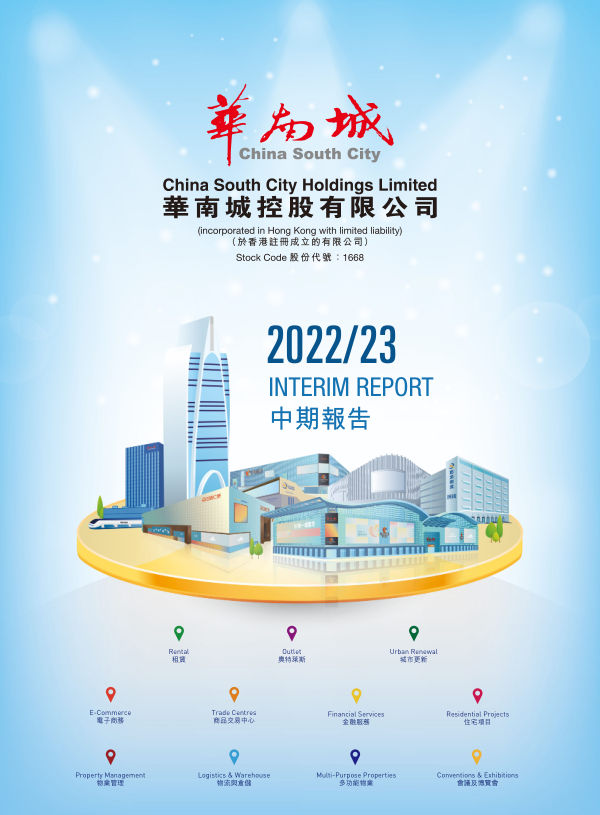 華南城
China South City
China South City Holdings Limited
華南城控股有限公司
(incorporated in Hong Kong with limited liability)
（於香港註冊成立的有限公司）
Stock Code 股份代號：1668
2022/23
INTERIM REPORT
中期報告
Rental
租賃
Outlet
奧特萊斯
Urban Renewal
城市更新
E-Commerce
電子商務
Trade Centres
商品交易中心
Financial Services
金融服務
Residential Projects
住宅項目
Property Management
物業管理
Logistics & Warehouse
物流與倉儲
Multi-Purpose Properties
多功能物業
Conventions & Exhibitions
會議及博覽會